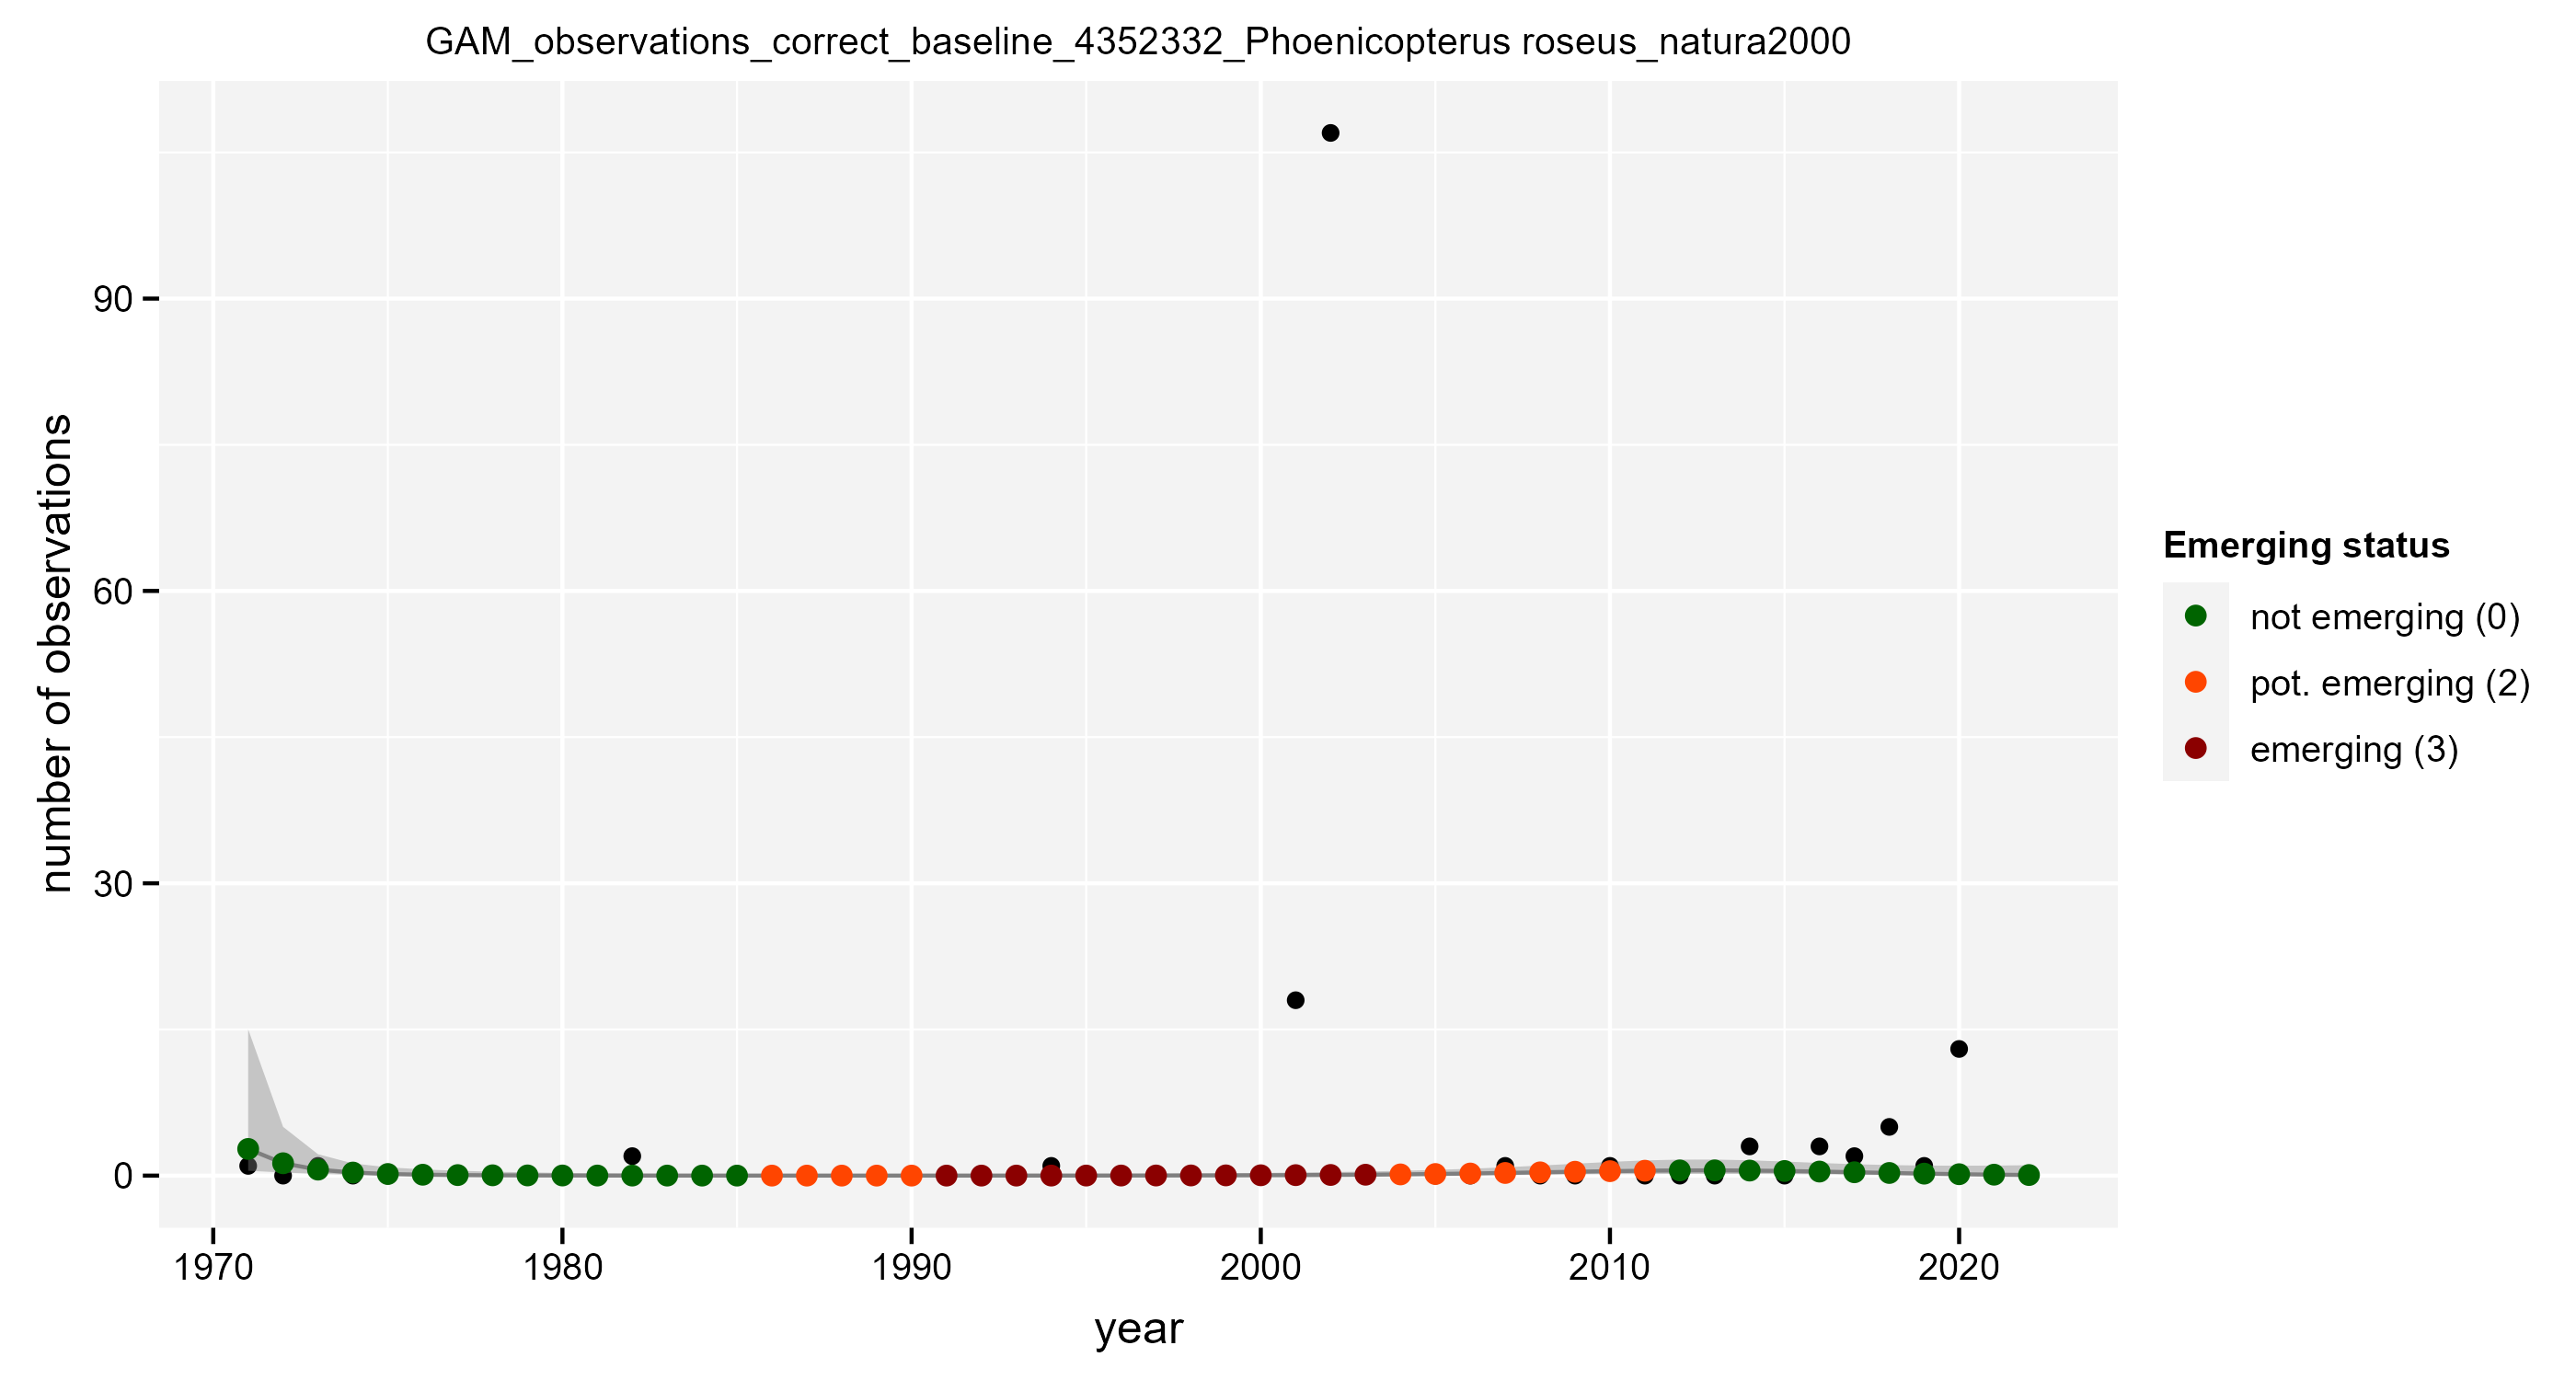 GAM_observations_correct_baseline_4352332_Phoenicopterus roseus_natura2000
number of observations
90
60
30
0
1970 1980 1990 2000 2010 2020
year
Emerging status
not emerging (0)
pot. emerging (2)
emerging (3)